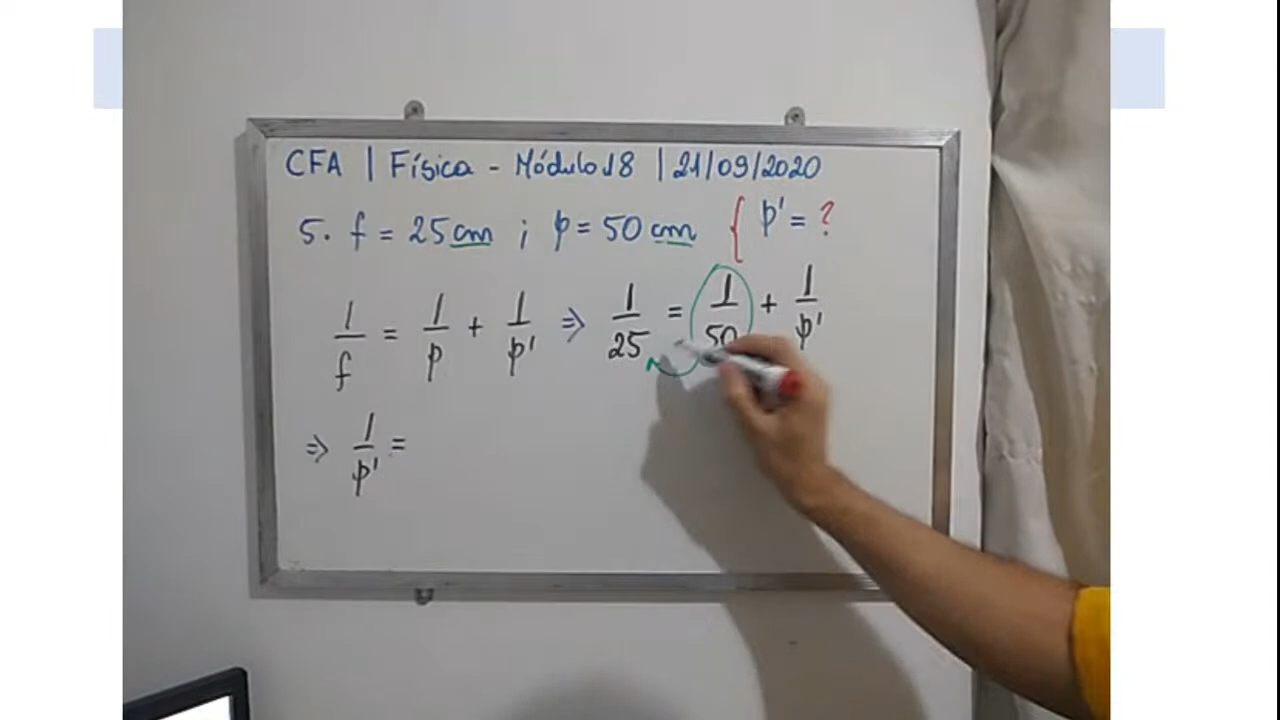 CFA | Física - Módulo 18 | 21/09/2020
5. f = 25 cm ; p = 50 cm { p' = ?
1/f = 1/p + 1/p' ⇒ 1/25 = 1/50 + 1/p'
⇒ 1/p' =